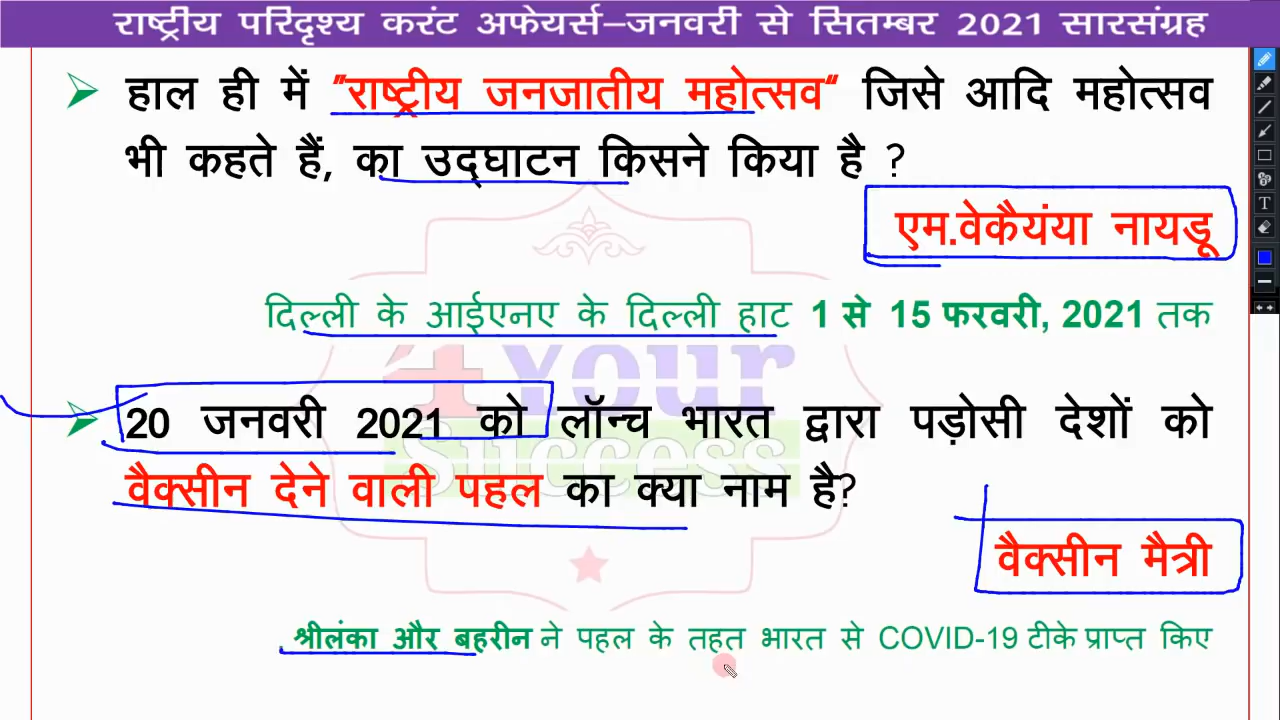 राष्ट्रीय परिदृश्य करंट अफेयर्स–जनवरी से सितम्बर 2021 सारसंग्रह
हाल ही में "राष्ट्रीय जनजातीय महोत्सव" जिसे आदि महोत्सव
भी कहते हैं, का उद्घाटन किसने किया है ?
एम.वेकैयंया नायडू
दिल्ली के आईएनए के दिल्ली हाट 1 से 15 फरवरी, 2021 तक
4Your
Success
20 जनवरी 2021 को लॉन्च भारत द्वारा पड़ोसी देशों को
वैक्सीन देने वाली पहल का क्या नाम है?
वैक्सीन मैत्री
श्रीलंका और बहरीन ने पहल के तहत भारत से COVID-19 टीके प्राप्त किए